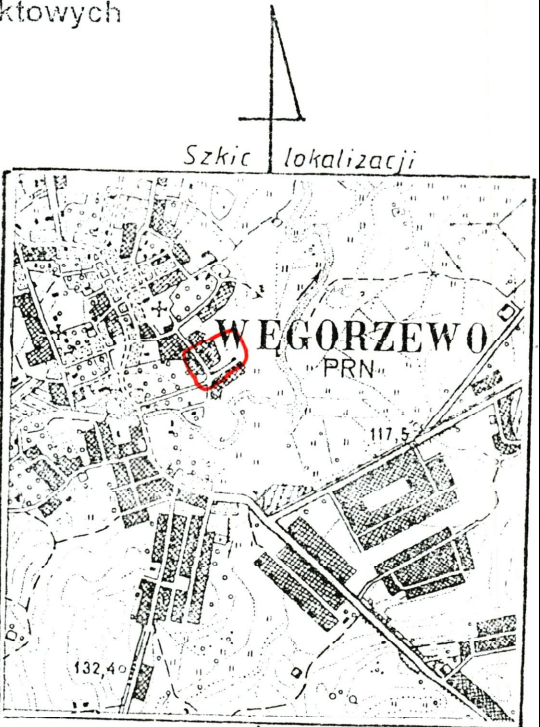 ktowych
Szkic lokalizacji
WĘGORZEWO
PRN
117,5
132,4